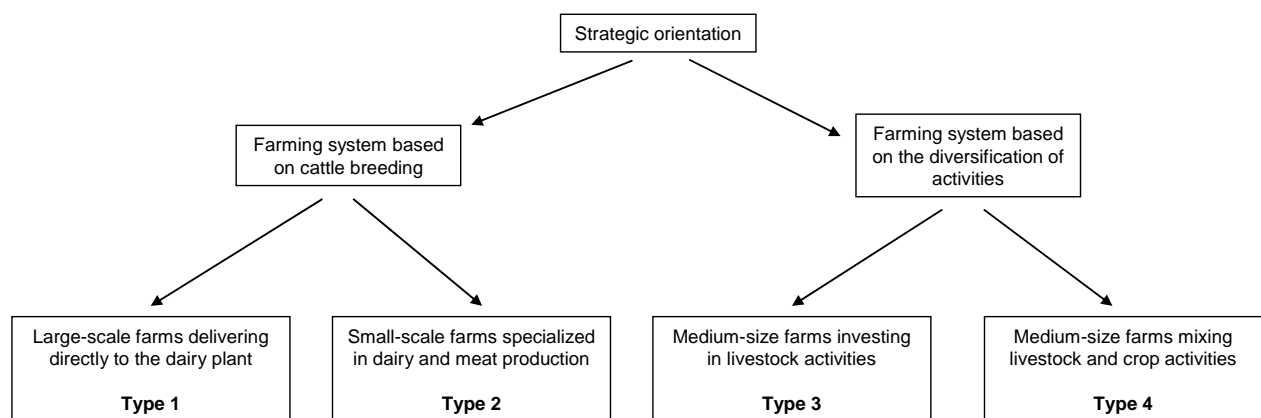 Strategic orientation
Farming system based
on cattle breeding
Farming system based
on the diversification of
activities
Large-scale farms delivering
directly to the dairy plant
Type 1
Small-scale farms specialized
in dairy and meat production
Type 2
Medium-size farms investing
in livestock activities
Type 3
Medium-size farms mixing
livestock and crop activities
Type 4